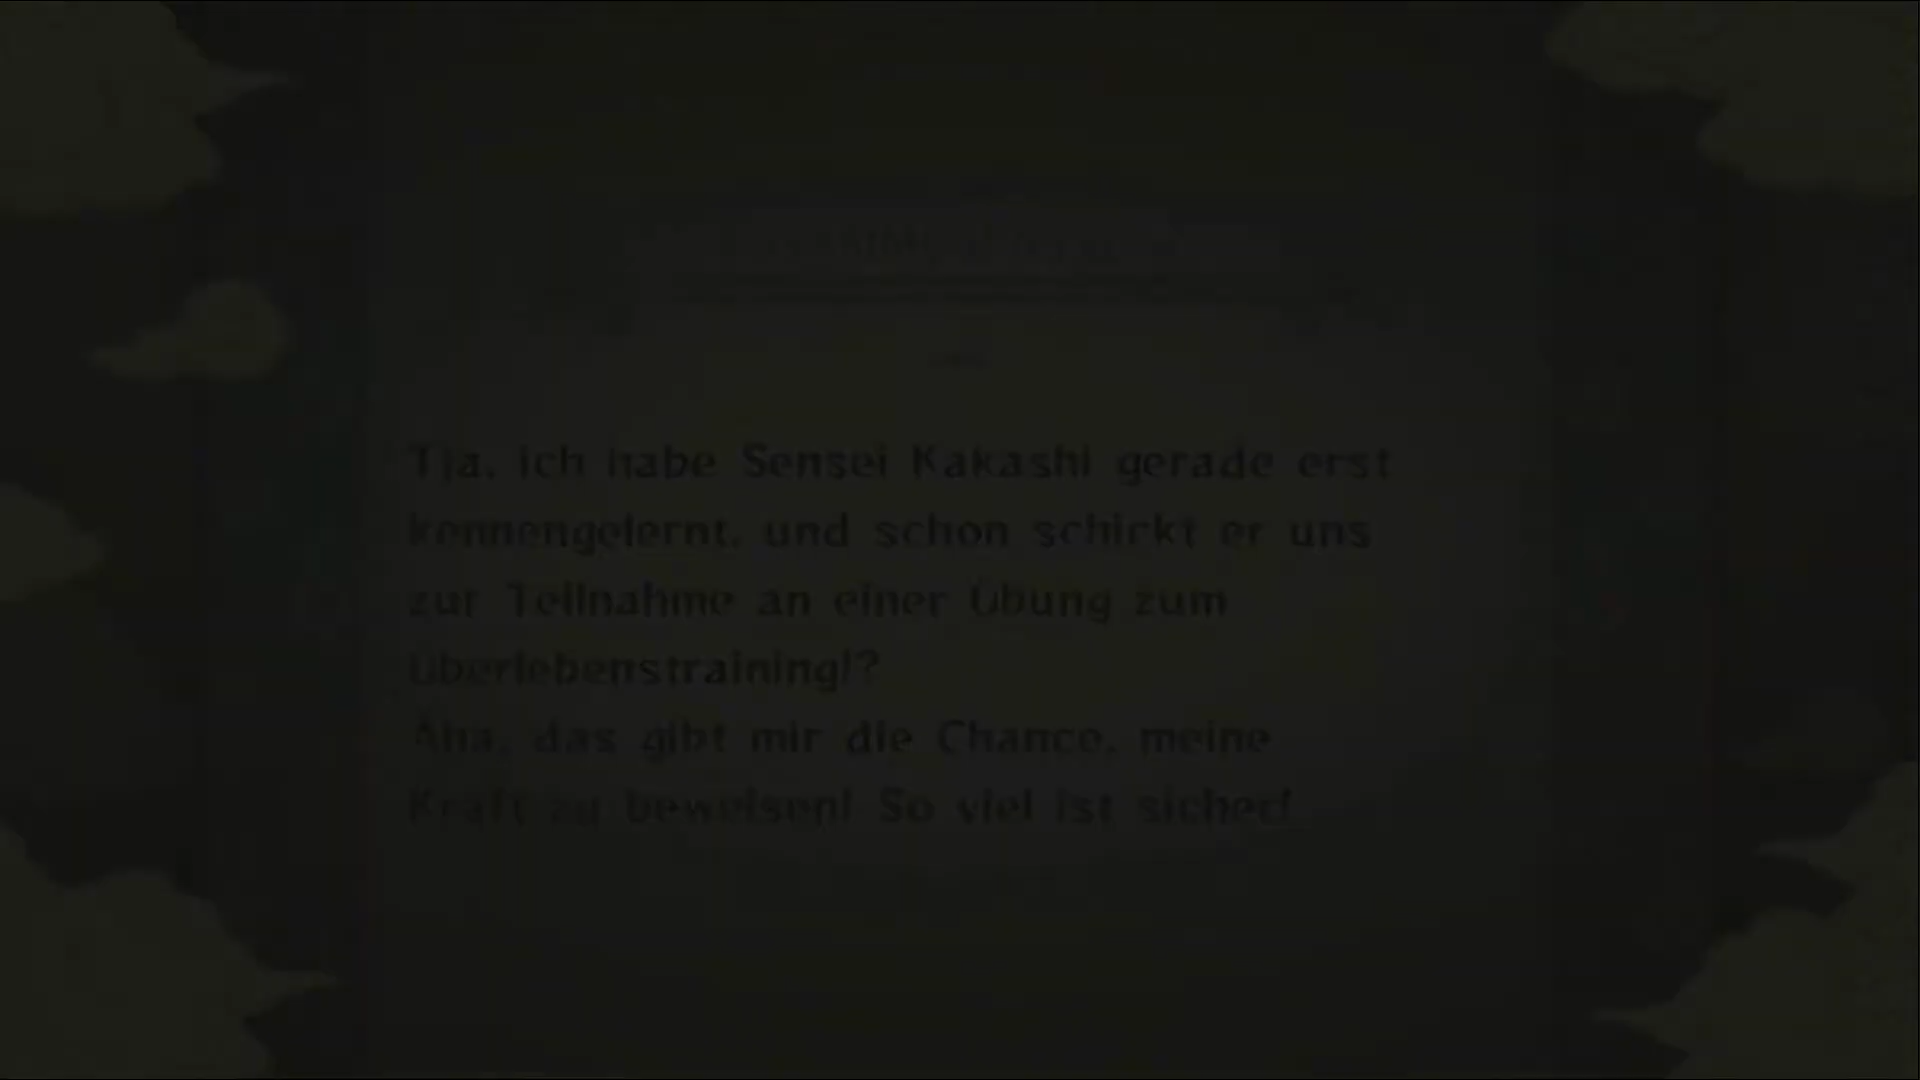 Tja, ich habe Sensei Kakashi gerade erst
kennengelernt, und schon schickt er uns
zur Teilnahme an einer Übung zum
Überlebenstraining!?
Aha, das gibt mir die Chance, meine
Kraft zu beweisen! So viel ist sicher!